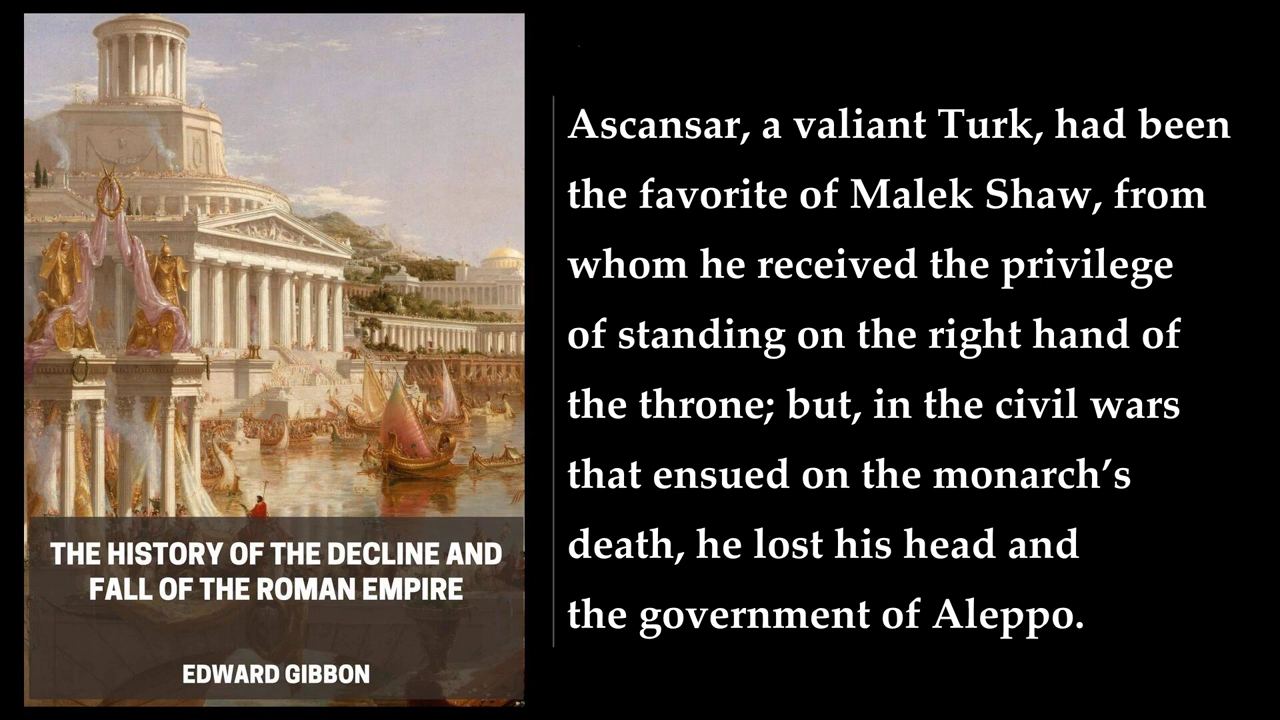 THE HISTORY OF THE DECLINE AND
FALL OF THE ROMAN EMPIRE
EDWARD GIBBON
Ascansar, a valiant Turk, had been
the favorite of Malek Shaw, from
whom he received the privilege
of standing on the right hand of
the throne; but, in the civil wars
that ensued on the monarch’s
death, he lost his head and
the government of Aleppo.